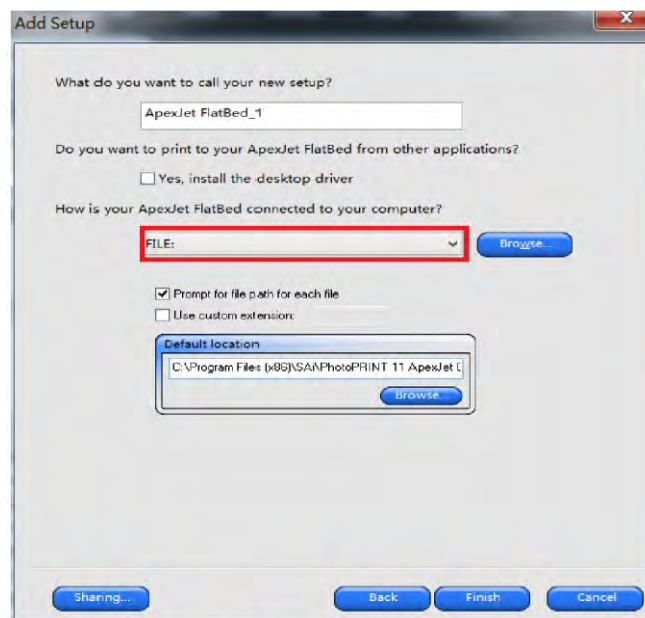 Add Setup
What do you want to call your new setup?
ApexJet FlatBed_1
Do you want to print to your ApexJet FlatBed from other applications?
Yes, install the desktop driver
How is your ApexJet FlatBed connected to your computer?
FILE: Browse...
Prompt for file path for each file
Use custom extension:
Default location
C:\Program Files (x86)\SAi\PhotoPRINT 11 ApexJet
Browse...
Sharing... Back Finish Cancel